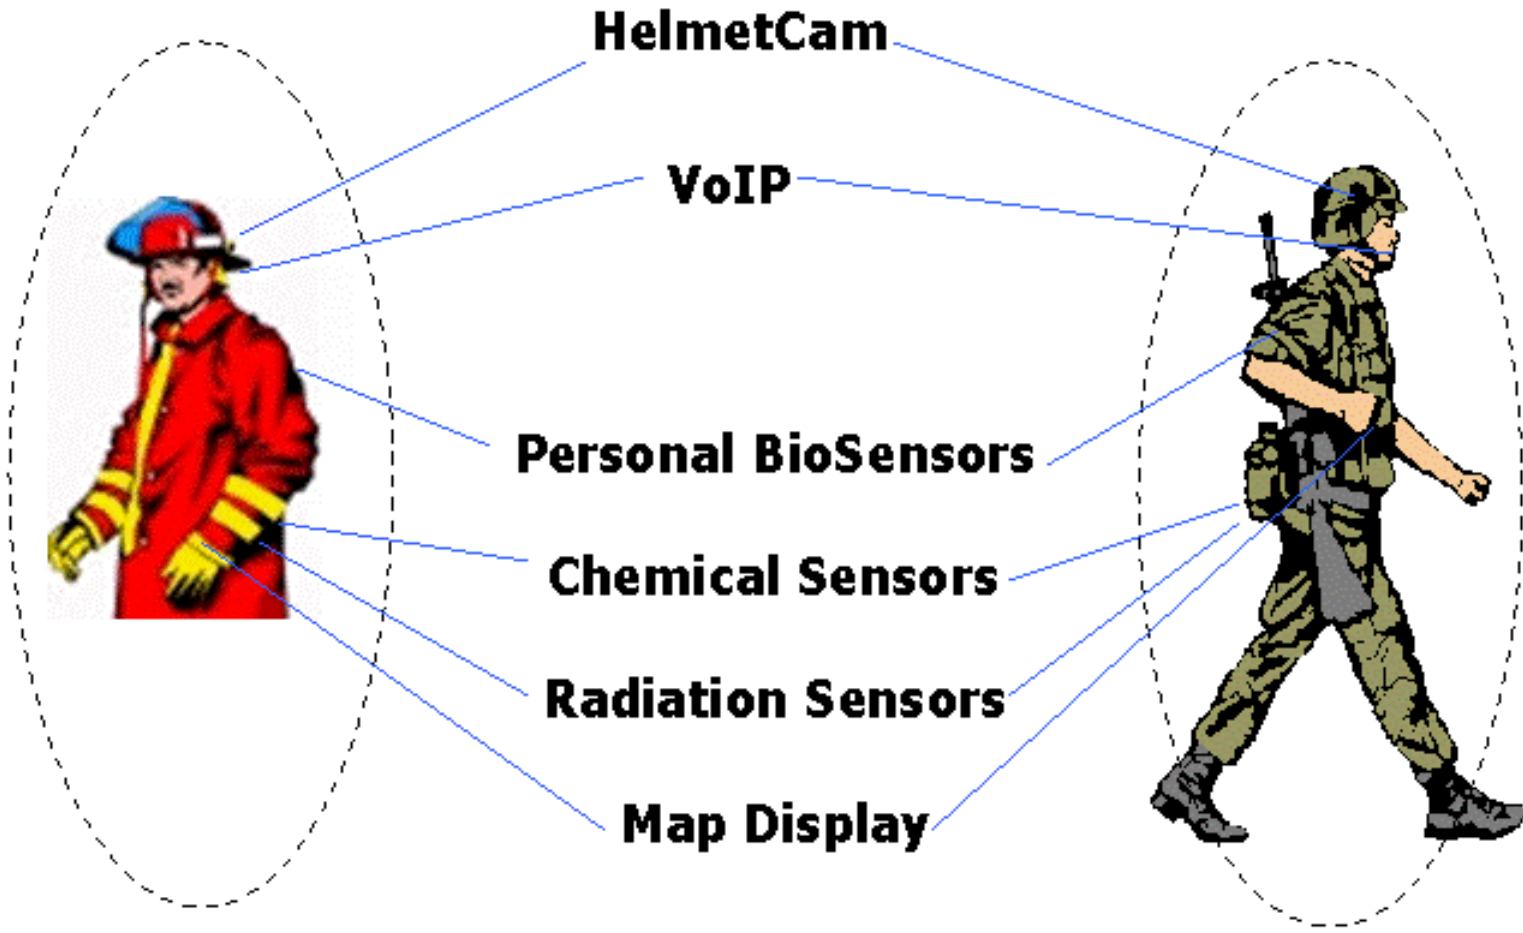 HelmetCam
VoIP
Personal BioSensors
Chemical Sensors
Radiation Sensors
Map Display